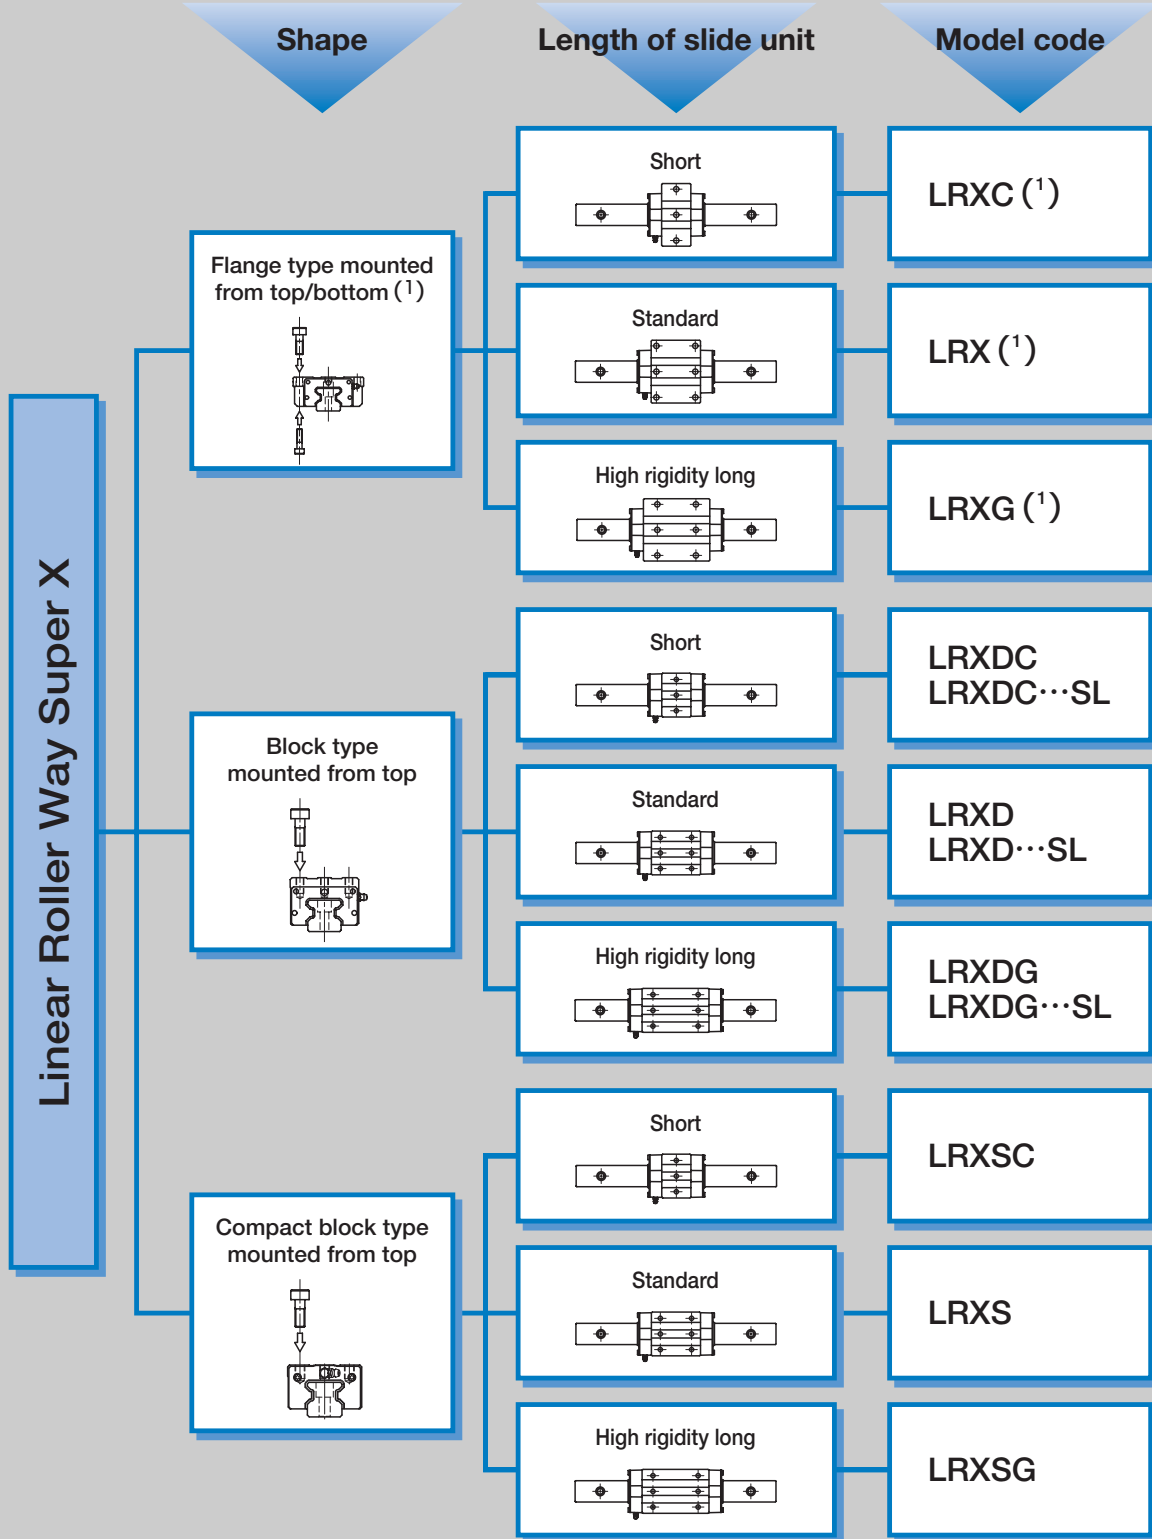 Shape
Length of slide unit
Model code
Linear Roller Way Super X
Flange type mounted
from top/bottom (1)
Short
LRXC (1)
Standard
LRX (1)
High rigidity long
LRXG (1)
Block type
mounted from top
Short
LRXDC
LRXDC···SL
Standard
LRXD
LRXD···SL
High rigidity long
LRXDG
LRXDG···SL
Compact block type
mounted from top
Short
LRXSC
Standard
LRXS
High rigidity long
LRXSG